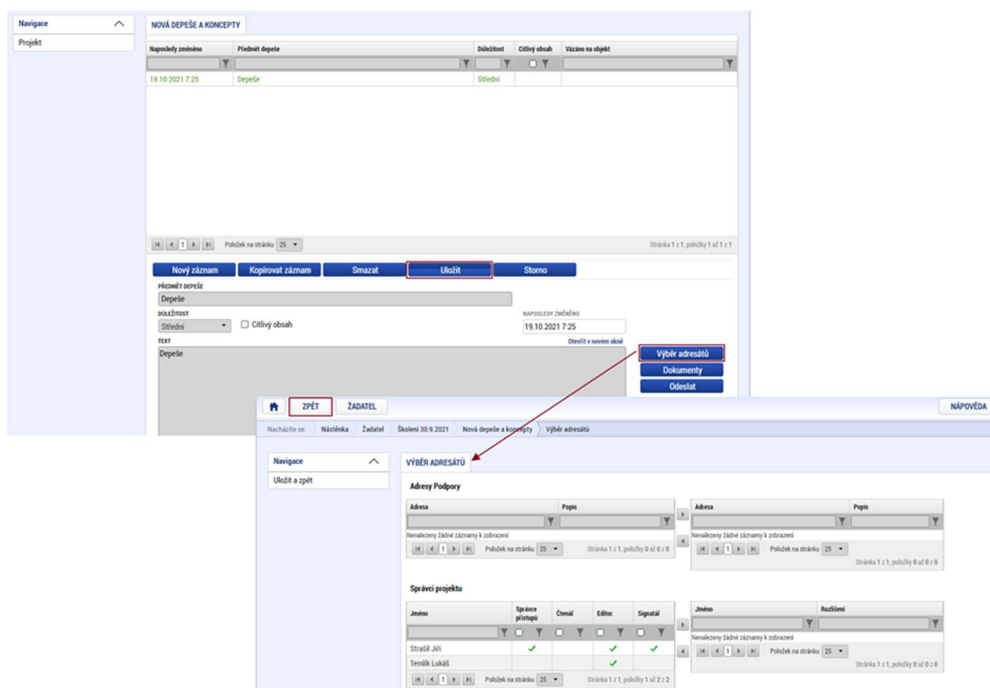 Navigace
Projekt
NOVÁ DEPEŠE A KONCEPTY
Naposledy změněno Předmět depeše Důležitost Citlivý obsah Vázáno na objekt
19.10.2021 7:25 Depeše Střední
1 Položek na stránku 25 Stránka 1 z 1, položky 1 až 1 z 1
Nový záznam Kopírovat záznam Smazat Uložit Storno
PŘEDMĚT DEPEŠE
Depeše
DŮLEŽITOST NAPOSLEDY ZMĚNĚNO
Střední Citlivý obsah 19.10.2021 7:25
TEXT Otevřít v novém okně
Depeše
Výběr adresátů
Dokumenty
Odeslat
ZPĚT ŽADATEL NÁPOVĚDA
Nacházíte se: Nástěnka Žadatel Školení 30.9.2021 Nová depeše a koncepty Výběr adresátů
Navigace
Uložit a zpět
VÝBĚR ADRESÁTŮ
Adresy Podpory
Adresa Popis Adresa Popis
Nenalezeny žádné záznamy k zobrazení Nenalezeny žádné záznamy k zobrazení
1 Položek na stránku 25 Stránka 1 z 1, položky 0 až 0 z 0 1 Položek na stránku 25
Stránka 1 z 1, položky 0 až 0 z 0
Správci projektu
Jméno Správce přístupů Čtenář Editor Signatář Jméno Rozlišení
Nenalezeny žádné záznamy k zobrazení
Strašil Jiří 1 Položek na stránku 25
Temlík Lukáš Stránka 1 z 1, položky 0 až 0 z 0
1 Položek na stránku 25 Stránka 1 z 1, položky 1 až 2 z 2